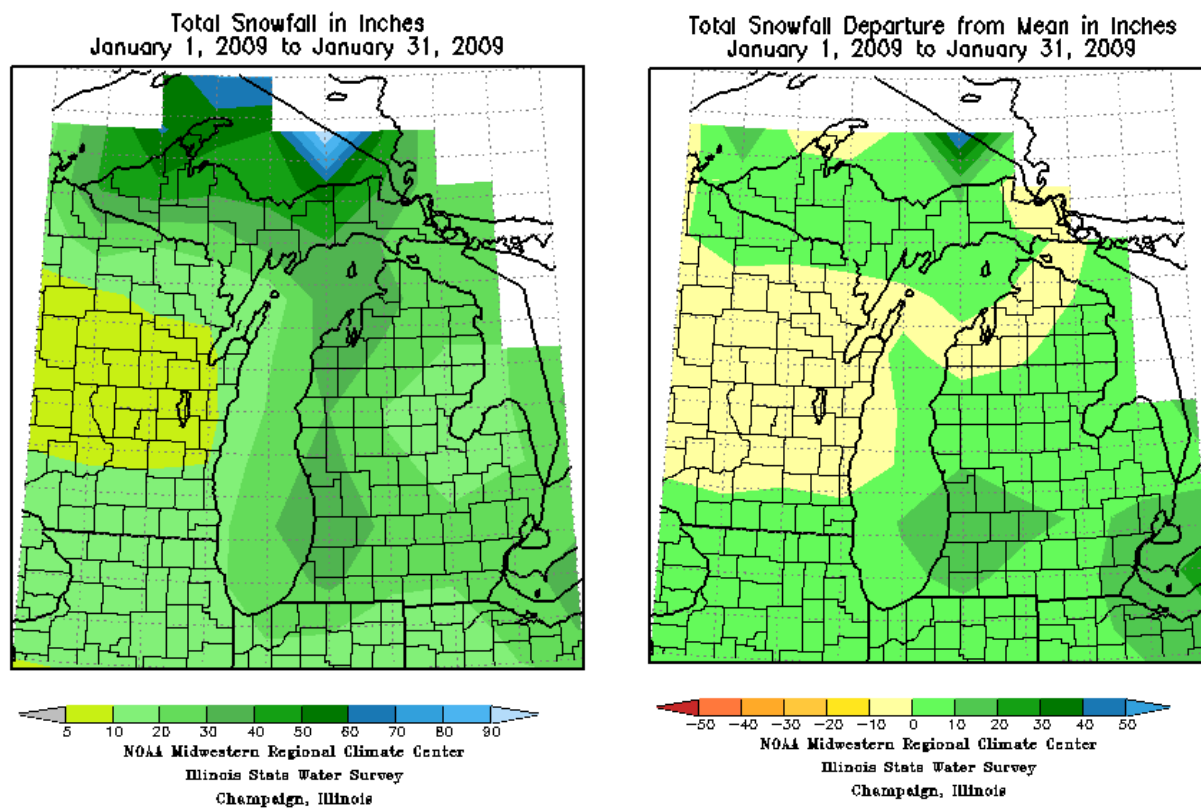 Total Snowfall in Inches
January 1, 2009 to January 31, 2009
5 10 20 30 40 50 60 70 80 90
NOAA Midwestern Regional Climate Center
Illinois State Water Survey
Champaign, Illinois
Total Snowfall Departure from Mean in Inches
January 1, 2009 to January 31, 2009
-50 -40 -30 -20 -10 0 10 20 30 40 50
NOAA Midwestern Regional Climate Center
Illinois State Water Survey
Champaign, Illinois